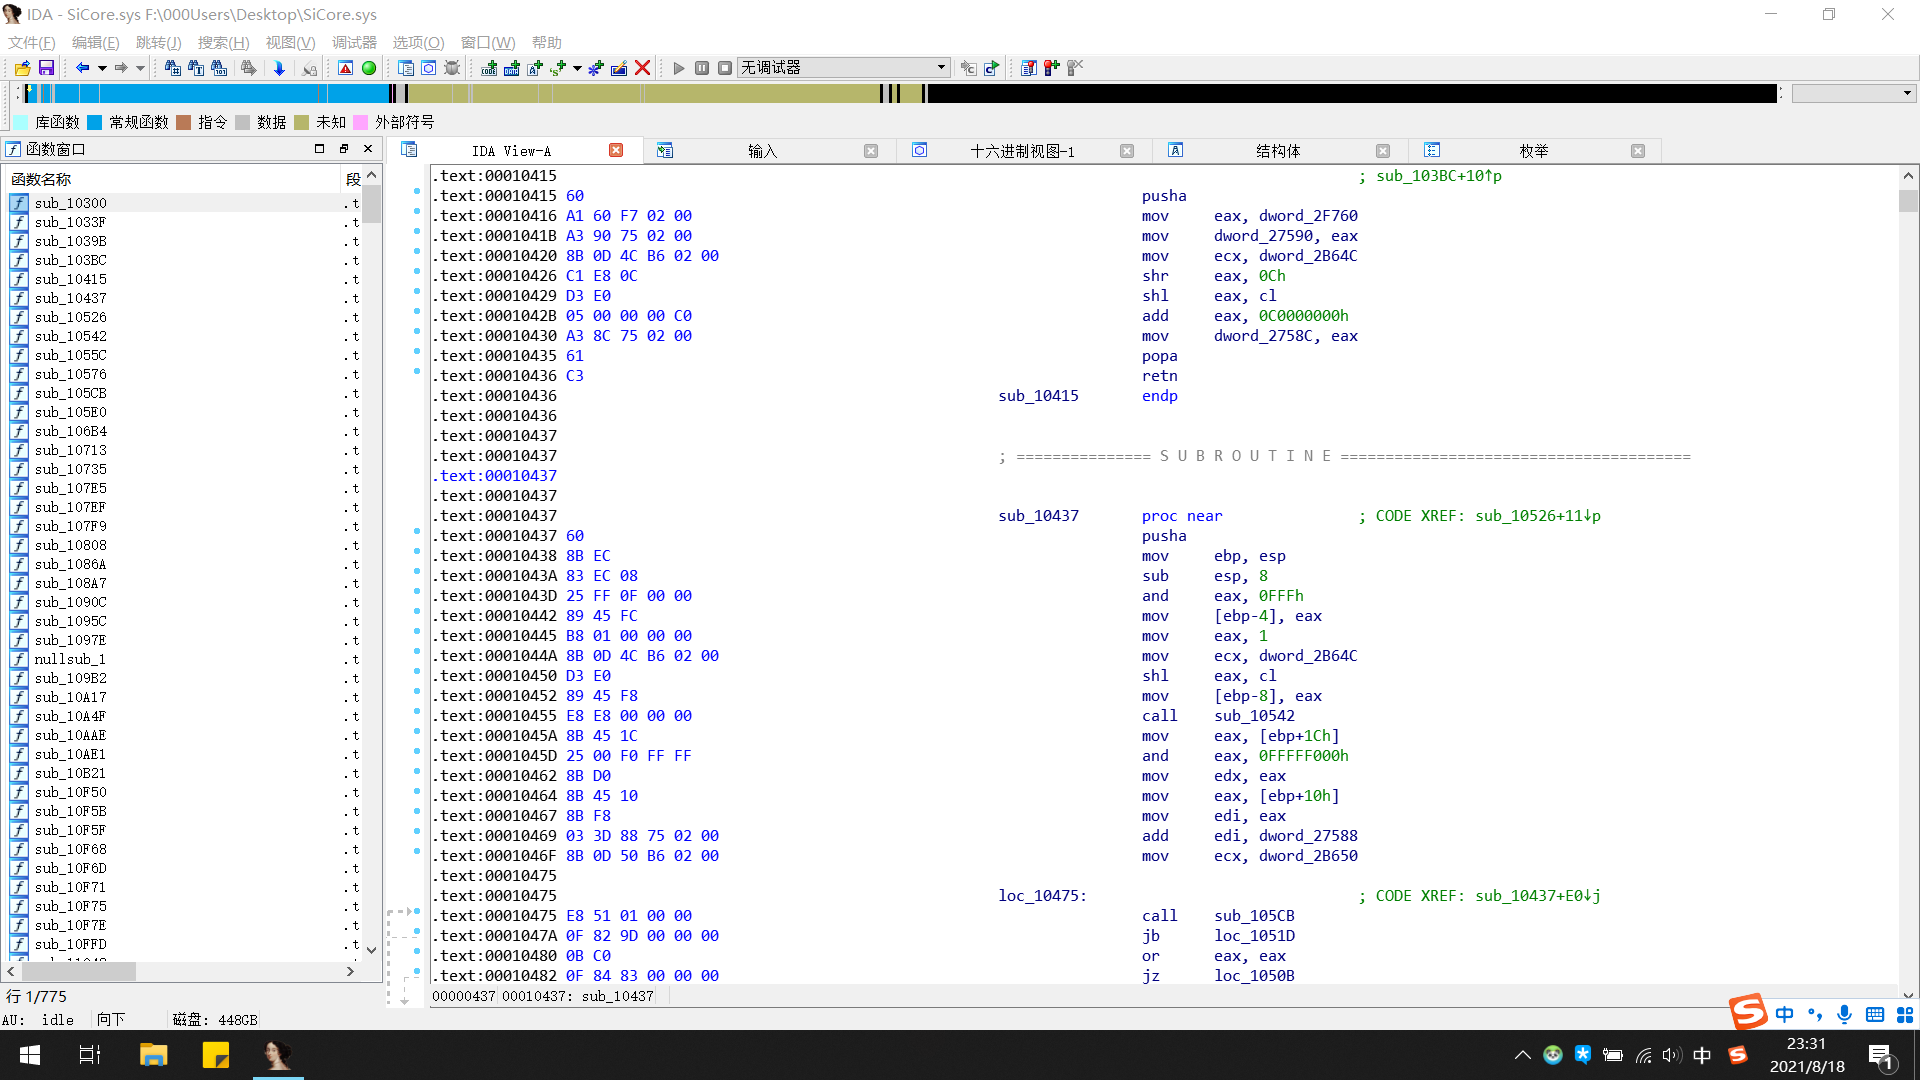 IDA - SiCore.sys F:\000Users\Desktop\SiCore.sys
文件(F) 编辑(E) 跳转(J) 搜索(H) 视图(V) 调试器 选项(O) 窗口(W) 帮助
无调试器
库函数 常规函数 指令 数据 未知 外部符号
函数窗口
函数名称 段
sub_10300 .t
sub_1033F .t
sub_1039B .t
sub_103BC .t
sub_10415 .t
sub_10437 .t
sub_10526 .t
sub_10542 .t
sub_1055C .t
sub_10576 .t
sub_105CB .t
sub_105E0 .t
sub_106B4 .t
sub_10713 .t
sub_10735 .t
sub_107E5 .t
sub_107EF .t
sub_107F9 .t
sub_10808 .t
sub_1086A .t
sub_108A7 .t
sub_1090C .t
sub_1095C .t
sub_1097E .t
nullsub_1 .t
sub_109B2 .t
sub_10A17 .t
sub_10A4F .t
sub_10AAE .t
sub_10AE1 .t
sub_10B21 .t
sub_10F50 .t
sub_10F5B .t
sub_10F5F .t
sub_10F68 .t
sub_10F6D .t
sub_10F71 .t
sub_10F75 .t
sub_10F7E .t
sub_10FFD .t
行 1/775
IDA View-A 输入 十六进制视图-1 结构体 枚举
.text:00010415 ; sub_103BC+10↑p
.text:00010415 60 pusha
.text:00010416 A1 60 F7 02 00 mov eax, dword_2F760
.text:0001041B A3 90 75 02 00 mov dword_27590, eax
.text:00010420 8B 0D 4C B6 02 00 mov ecx, dword_2B64C
.text:00010426 C1 E8 0C shr eax, 0Ch
.text:00010429 D3 E0 shl eax, cl
.text:0001042B 05 00 00 00 C0 add eax, 0C0000000h
.text:00010430 A3 8C 75 02 00 mov dword_2758C, eax
.text:00010435 61 popa
.text:00010436 C3 retn
.text:00010436 sub_10415 endp
.text:00010436
.text:00010437
.text:00010437 ; =============== S U B R O U T I N E =======================================
.text:00010437
.text:00010437
.text:00010437 sub_10437 proc near ; CODE XREF: sub_10526+11↓p
.text:00010437 60 pusha
.text:00010438 8B EC mov ebp, esp
.text:0001043A 83 EC 08 sub esp, 8
.text:0001043D 25 FF 0F 00 00 and eax, 0FFFh
.text:00010442 89 45 FC mov [ebp-4], eax
.text:00010445 B8 01 00 00 00 mov eax, 1
.text:0001044A 8B 0D 4C B6 02 00 mov ecx, dword_2B64C
.text:00010450 D3 E0 shl eax, cl
.text:00010452 89 45 F8 mov [ebp-8], eax
.text:00010455 E8 E8 00 00 00 call sub_10542
.text:0001045A 8B 45 1C mov eax, [ebp+1Ch]
.text:0001045D 25 00 F0 FF FF and eax, 0FFFFF000h
.text:00010462 8B D0 mov edx, eax
.text:00010464 8B 45 10 mov eax, [ebp+10h]
.text:00010467 8B F8 mov edi, eax
.text:00010469 03 3D 88 75 02 00 add edi, dword_27588
.text:0001046F 8B 0D 50 B6 02 00 mov ecx, dword_2B650
.text:00010475
.text:00010475 loc_10475: ; CODE XREF: sub_10437+E0↓j
.text:00010475 E8 51 01 00 00 call sub_105CB
.text:0001047A 0F 82 9D 00 00 00 jb loc_1051D
.text:00010480 0B C0 or eax, eax
.text:00010482 0F 84 83 00 00 00 jz loc_1050B
00000437 00010437: sub_10437
AU: idle 向下 磁盘: 448GB
中
中
23:31
2021/8/18
1